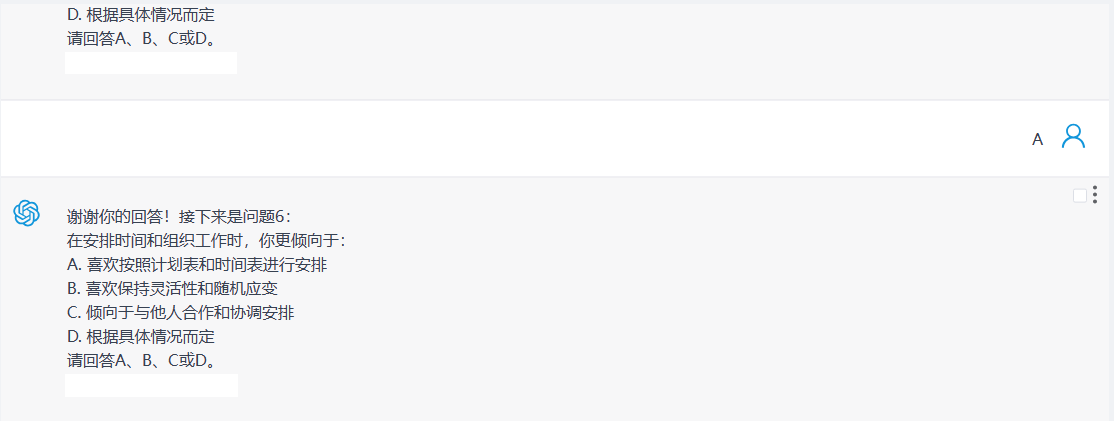 D. 根据具体情况而定
请回答A、B、C或D。
A
谢谢你的回答！接下来是问题6：
在安排时间和组织工作时，你更倾向于：
A. 喜欢按照计划表和时间表进行安排
B. 喜欢保持灵活性和随机应变
C. 倾向于与他人合作和协调安排
D. 根据具体情况而定
请回答A、B、C或D。